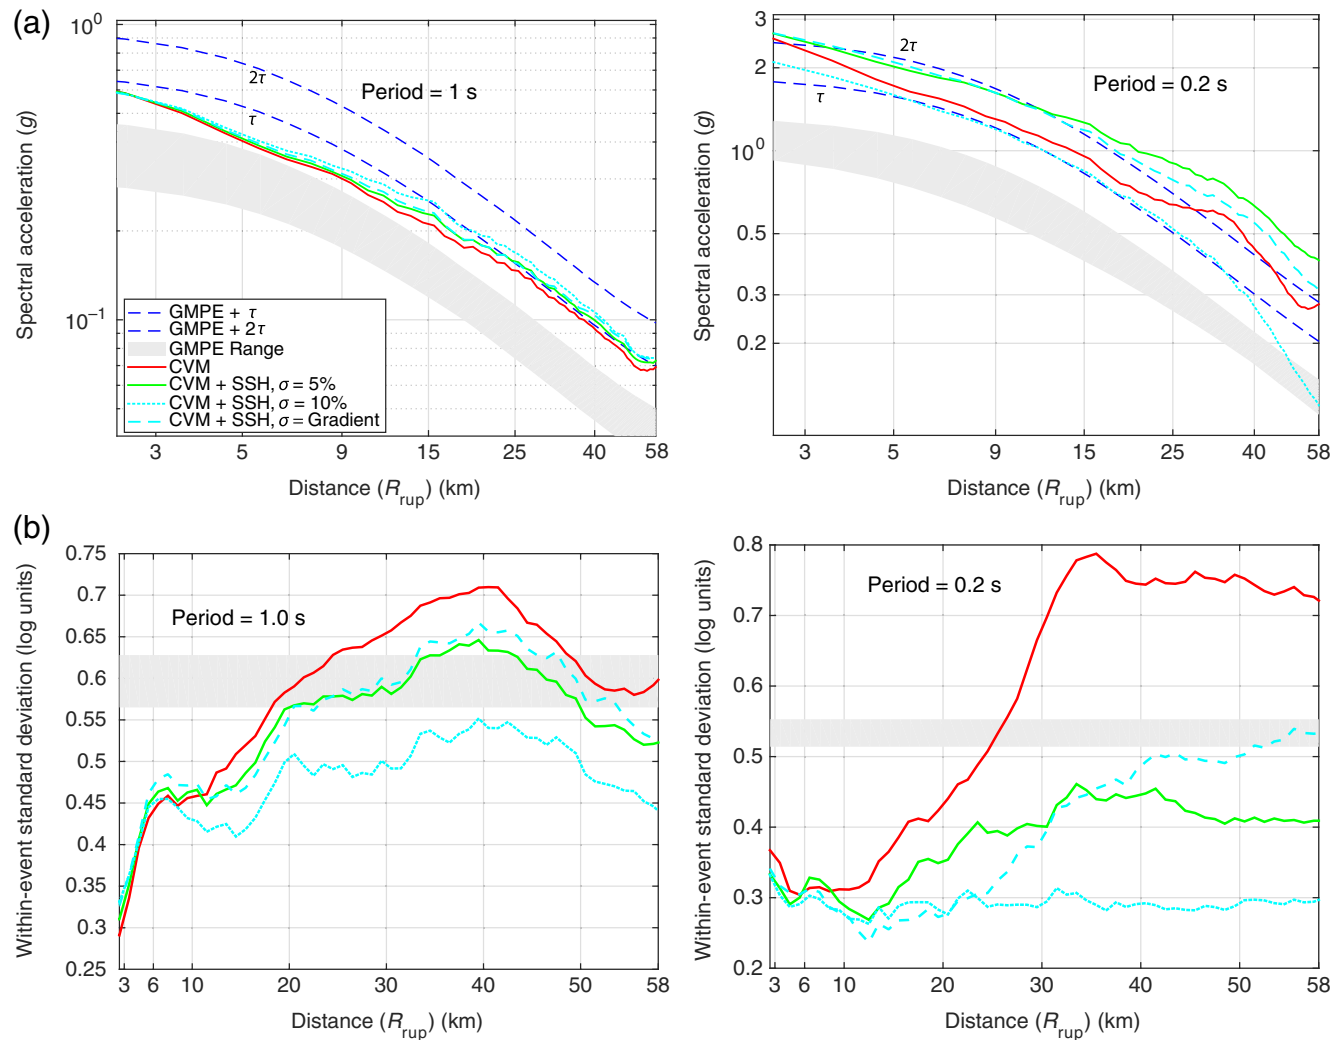 (a)
Spectral acceleration (g)
10^0
10^-1
2τ
τ
Period = 1 s
GMPE + τ
GMPE + 2τ
GMPE Range
CVM
CVM + SSH, σ = 5%
CVM + SSH, σ = 10%
CVM + SSH, σ = Gradient
3 5 9 15 25 40 58
Distance (R_rup) (km)
Spectral acceleration (g)
3
2
10^0
0.5
0.3
0.2
2τ
τ
Period = 0.2 s
3 5 9 15 25 40 58
Distance (R_rup) (km)
(b)
Within-event standard deviation (log units)
0.75
0.7
0.65
0.6
0.55
0.5
0.45
0.4
0.35
0.3
0.25
Period = 1.0 s
3 6 10 20 30 40 50 58
Distance (R_rup) (km)
Within-event standard deviation (log units)
0.8
0.7
0.6
0.5
0.4
0.3
0.2
Period = 0.2 s
3 6 10 20 30 40 50 58
Distance (R_rup) (km)